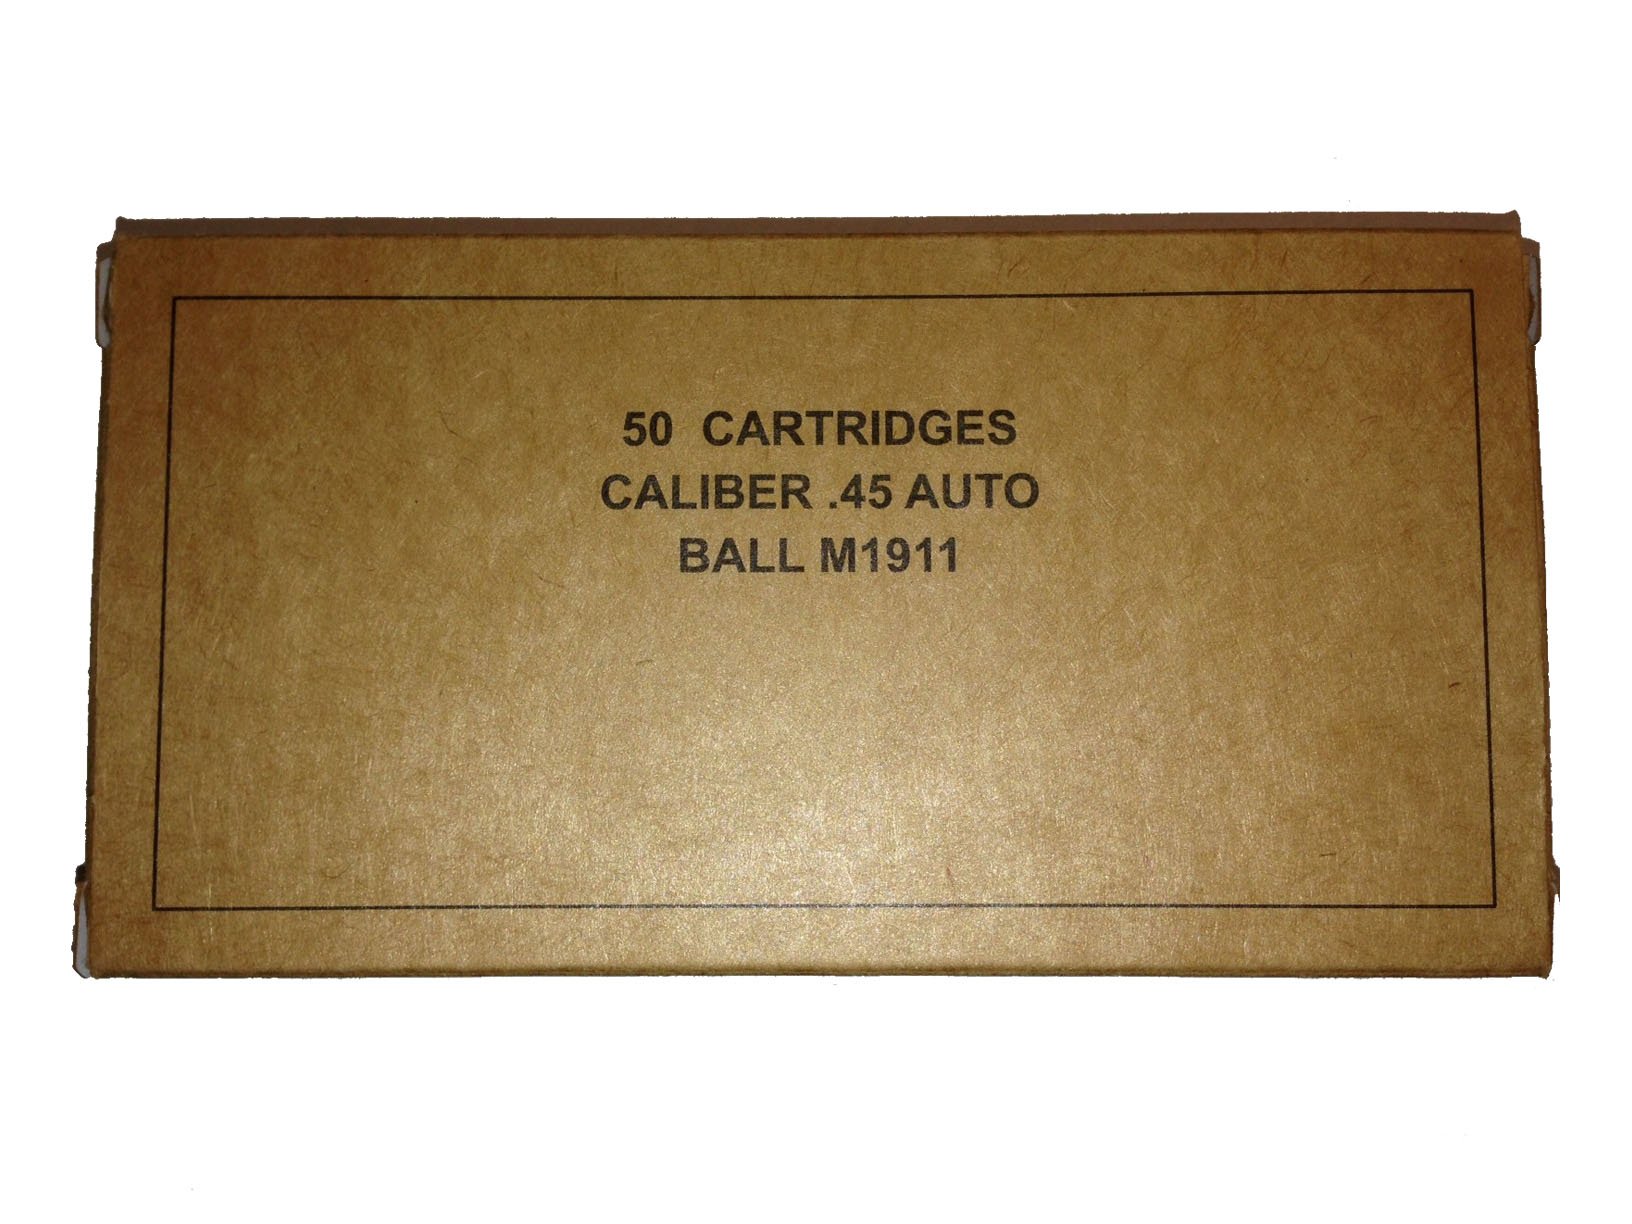 50 CARTRIDGES
CALIBER .45 AUTO
BALL M1911